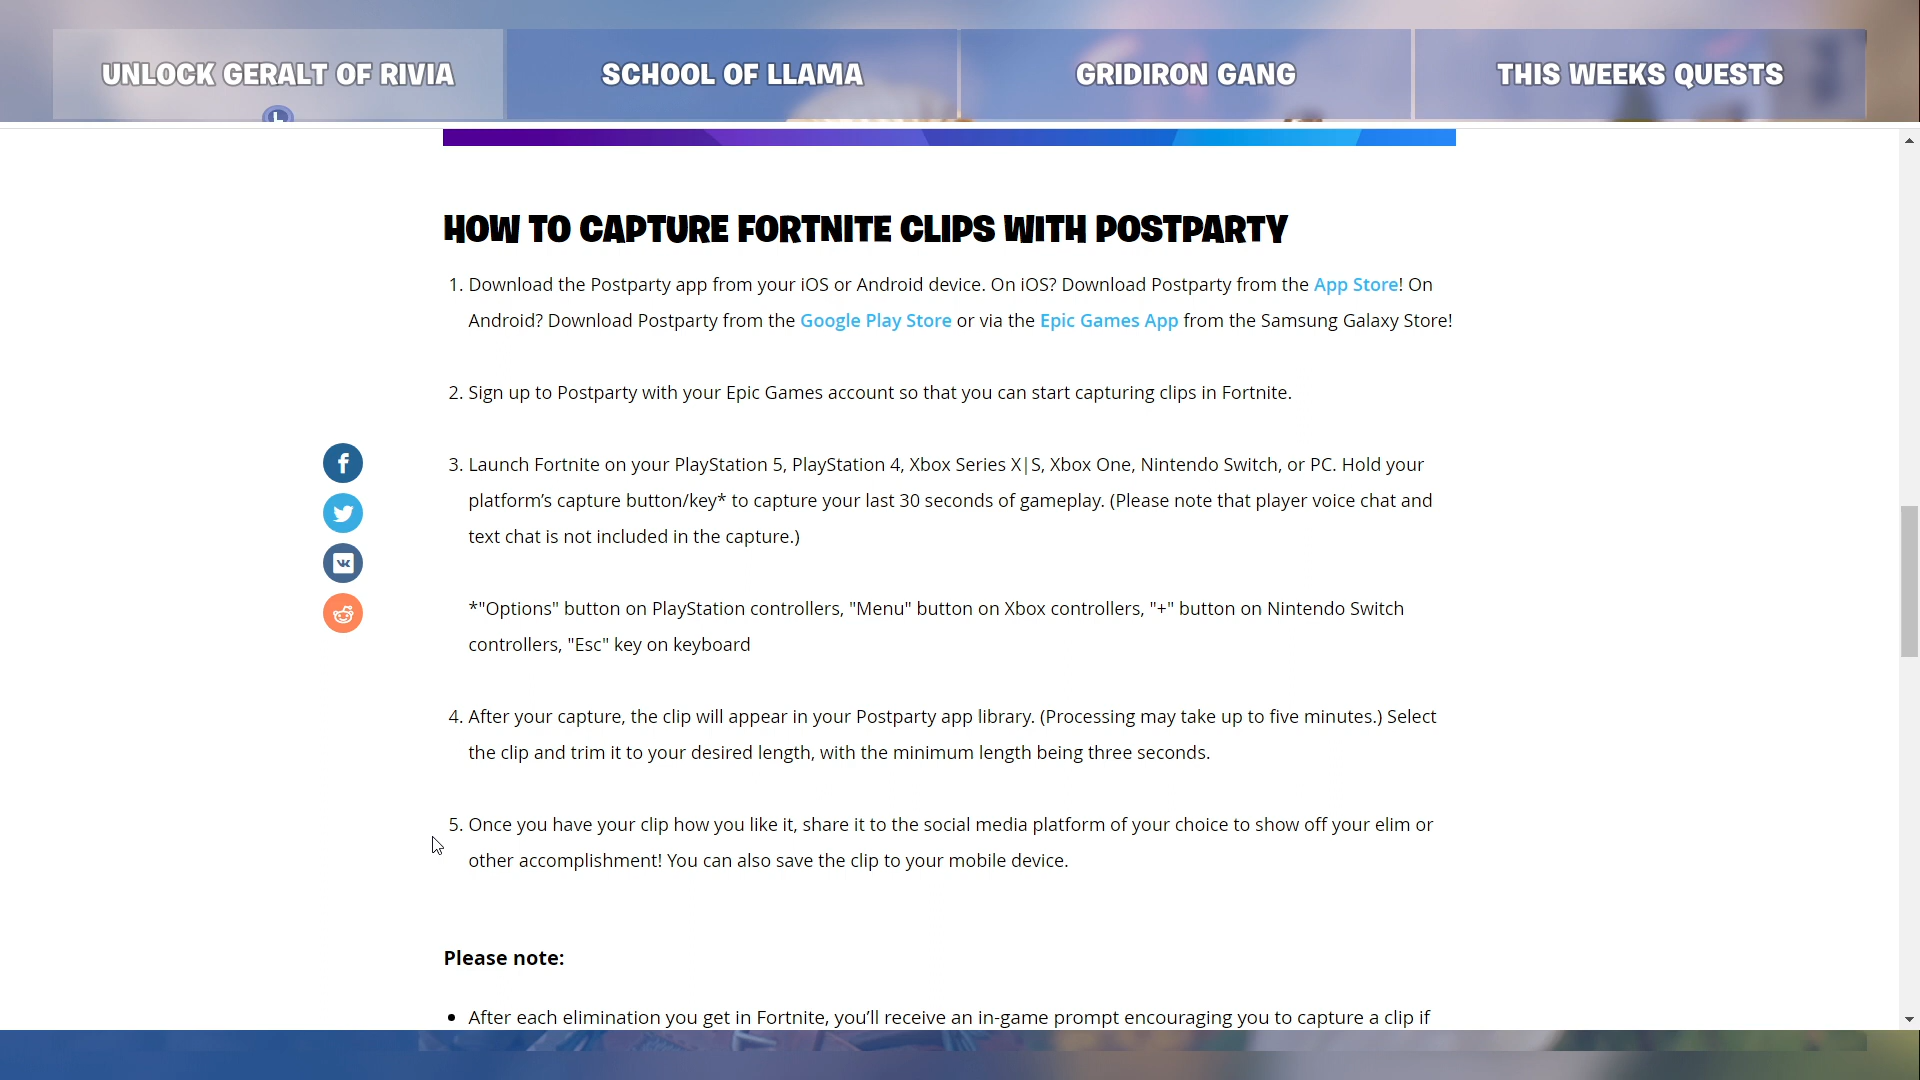 UNLOCK GERALT OF RIVIA
SCHOOL OF LLAMA
GRIDIRON GANG
THIS WEEKS QUESTS
L
HOW TO CAPTURE FORTNITE CLIPS WITH POSTPARTY
1. Download the Postparty app from your iOS or Android device. On iOS? Download Postparty from the App Store! On
Android? Download Postparty from the Google Play Store or via the Epic Games App from the Samsung Galaxy Store!
2. Sign up to Postparty with your Epic Games account so that you can start capturing clips in Fortnite.
3. Launch Fortnite on your PlayStation 5, PlayStation 4, Xbox Series X|S, Xbox One, Nintendo Switch, or PC. Hold your
platform’s capture button/key* to capture your last 30 seconds of gameplay. (Please note that player voice chat and
text chat is not included in the capture.)
*"Options" button on PlayStation controllers, "Menu" button on Xbox controllers, "+" button on Nintendo Switch
controllers, "Esc" key on keyboard
4. After your capture, the clip will appear in your Postparty app library. (Processing may take up to five minutes.) Select
the clip and trim it to your desired length, with the minimum length being three seconds.
5. Once you have your clip how you like it, share it to the social media platform of your choice to show off your elim or
other accomplishment! You can also save the clip to your mobile device.
Please note:
• After each elimination you get in Fortnite, you’ll receive an in-game prompt encouraging you to capture a clip if